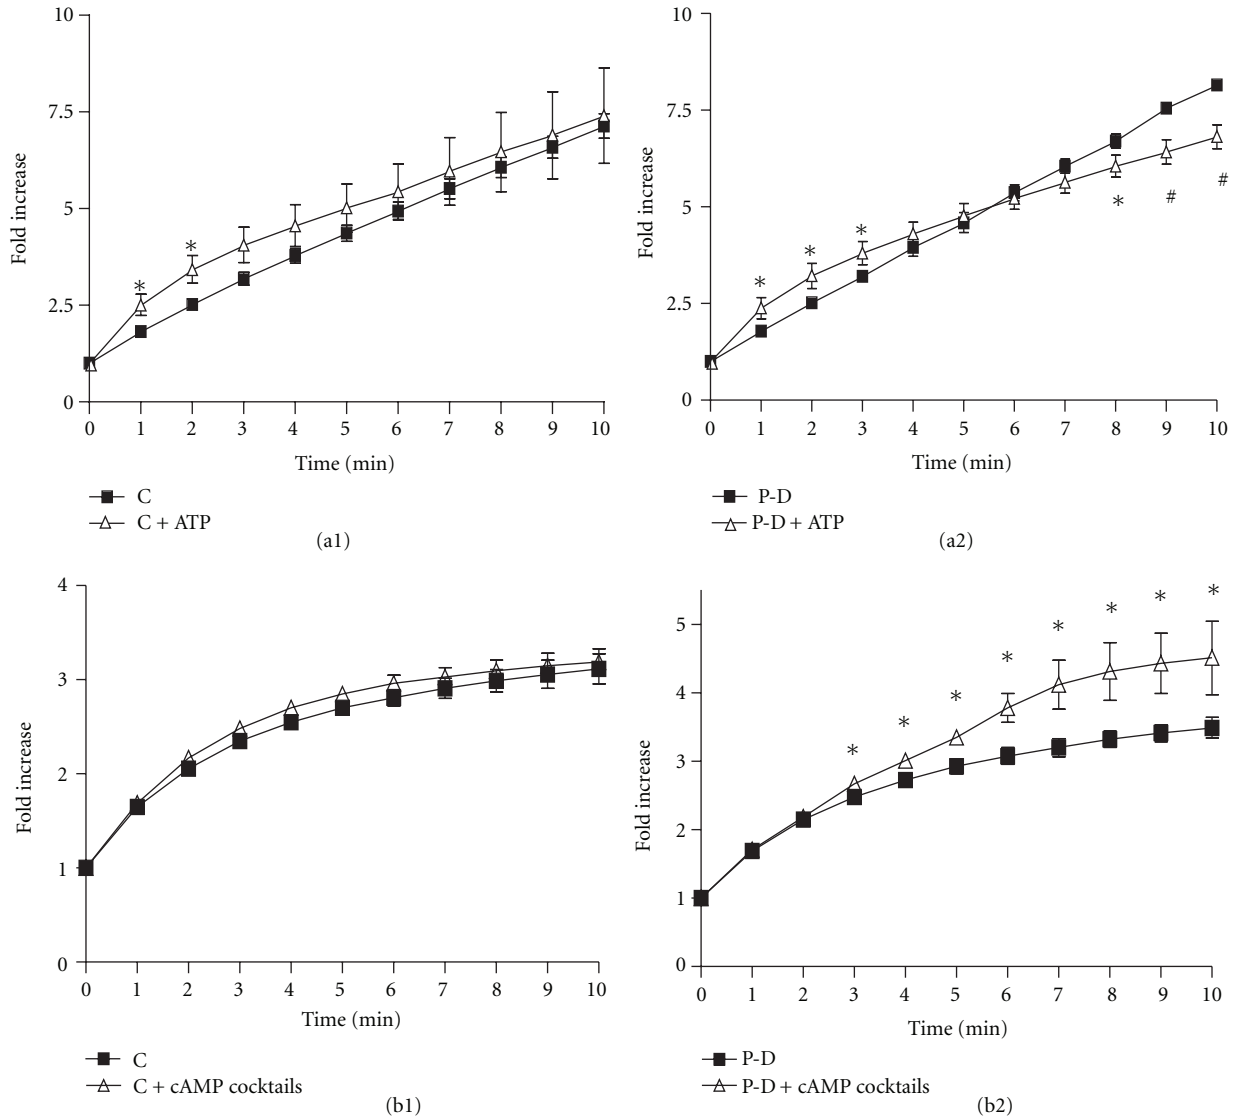 10
7.5
5
2.5
0
Fold increase
* *
0 1 2 3 4 5 6 7 8 9 10
Time (min)
C
C + ATP
(a1)
10
7.5
5
2.5
0
Fold increase
* * * * # #
0 1 2 3 4 5 6 7 8 9 10
Time (min)
P-D
P-D + ATP
(a2)
4
3
2
1
0
Fold increase
0 1 2 3 4 5 6 7 8 9 10
Time (min)
C
C + cAMP cocktails
(b1)
5
4
3
2
1
0
Fold increase
* * * * * * * *
0 1 2 3 4 5 6 7 8 9 10
Time (min)
P-D
P-D + cAMP cocktails
(b2)